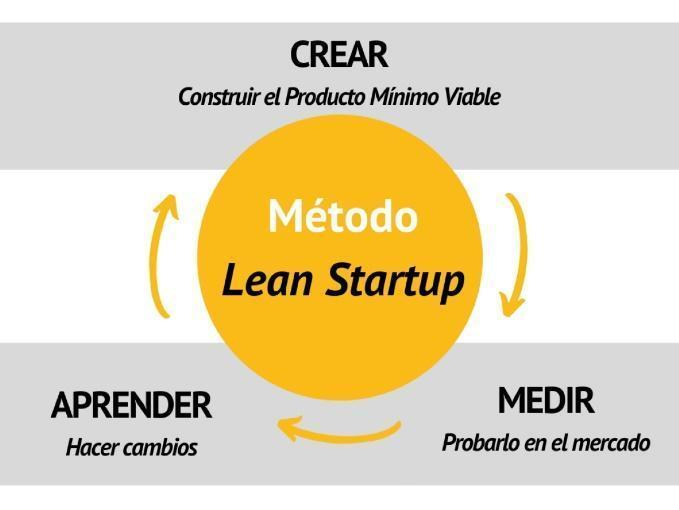 CREAR
Construir el Producto Mínimo Viable
Método
Lean Startup
APRENDER
Hacer cambios
MEDIR
Probarlo en el mercado